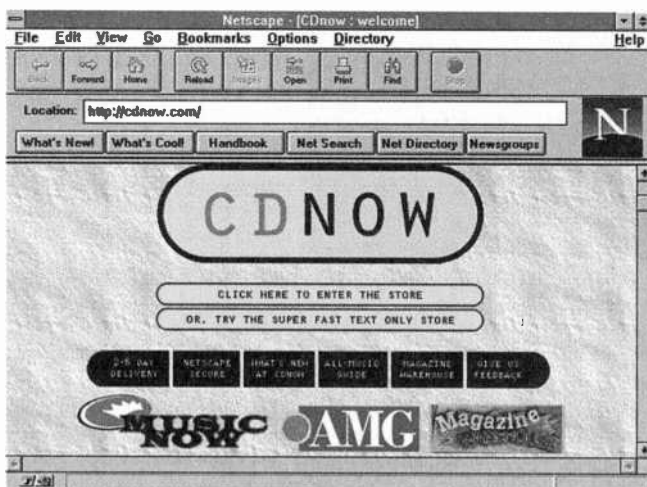 Netscape - [CDnow : welcome]
File Edit View Go Bookmarks Options Directory Help
Back Forward Home Reload Images Open Print Find Stop
Location: http://cdnow.com/
What's New! What's Cool! Handbook Net Search Net Directory Newsgroups
N
CDNOW
CLICK HERE TO ENTER THE STORE
OR, TRY THE SUPER FAST TEXT ONLY STORE
2-5 DAY DELIVERY
NETSCAPE SECURE
WHAT'S NEW AT CDNOW
ALL-MUSIC GUIDE
MAGAZINE WAREHOUSE
GIVE US FEEDBACK
MUSIC NOW
AMG
Magazine